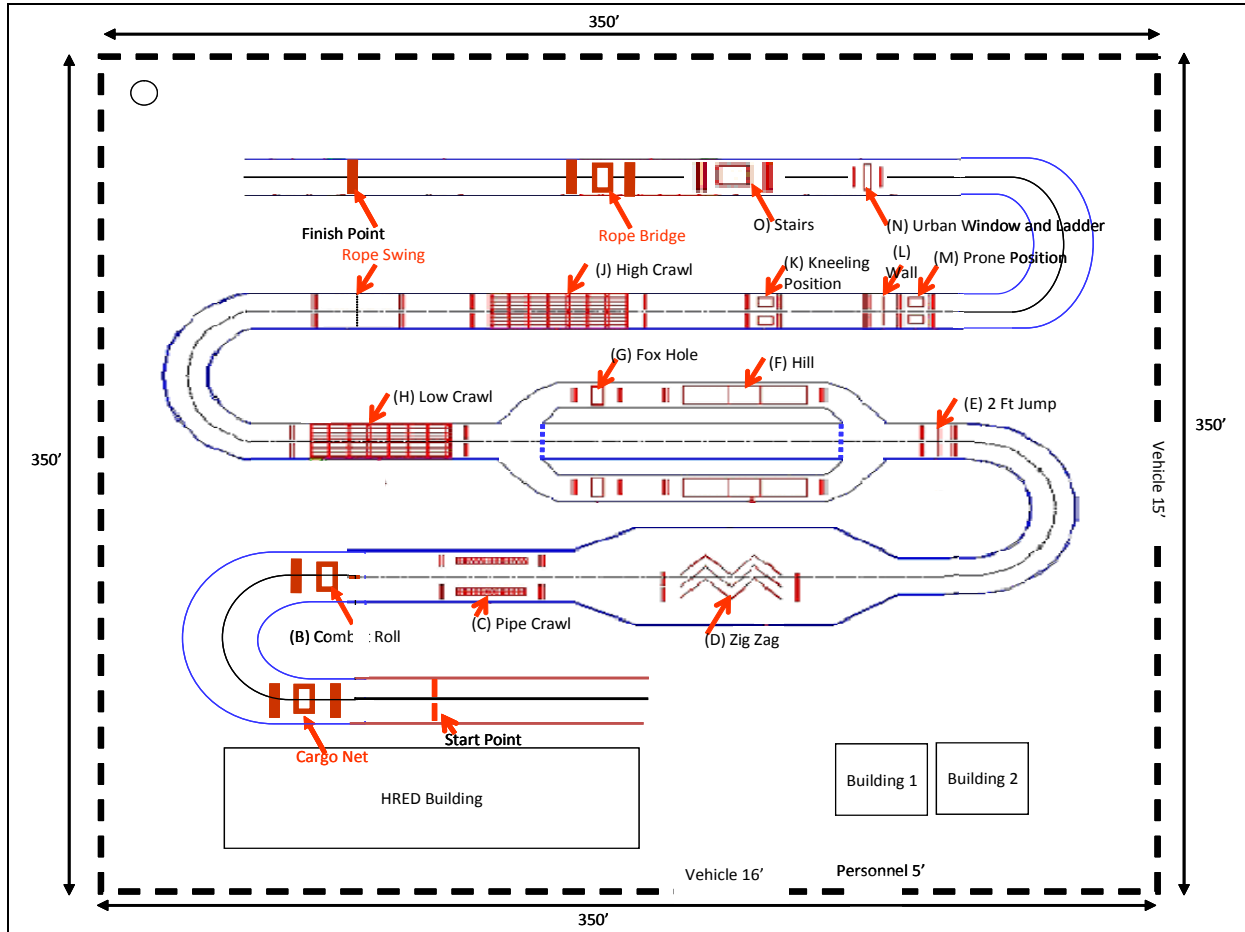 350’
Finish Point
Rope Bridge
O) Stairs
(N) Urban Window and Ladder
Rope Swing
(J) High Crawl
(K) Kneeling
Position
(L)
Wall
(M) Prone Position
(G) Fox Hole
(F) Hill
(H) Low Crawl
(E) 2 Ft Jump
350’
350’
Vehicle 15’
(B) Comb t Roll
(C) Pipe Crawl
(D) Zig Zag
Start Point
Cargo Net
HRED Building
Building 1
Building 2
Vehicle 16’
Personnel 5’
350’